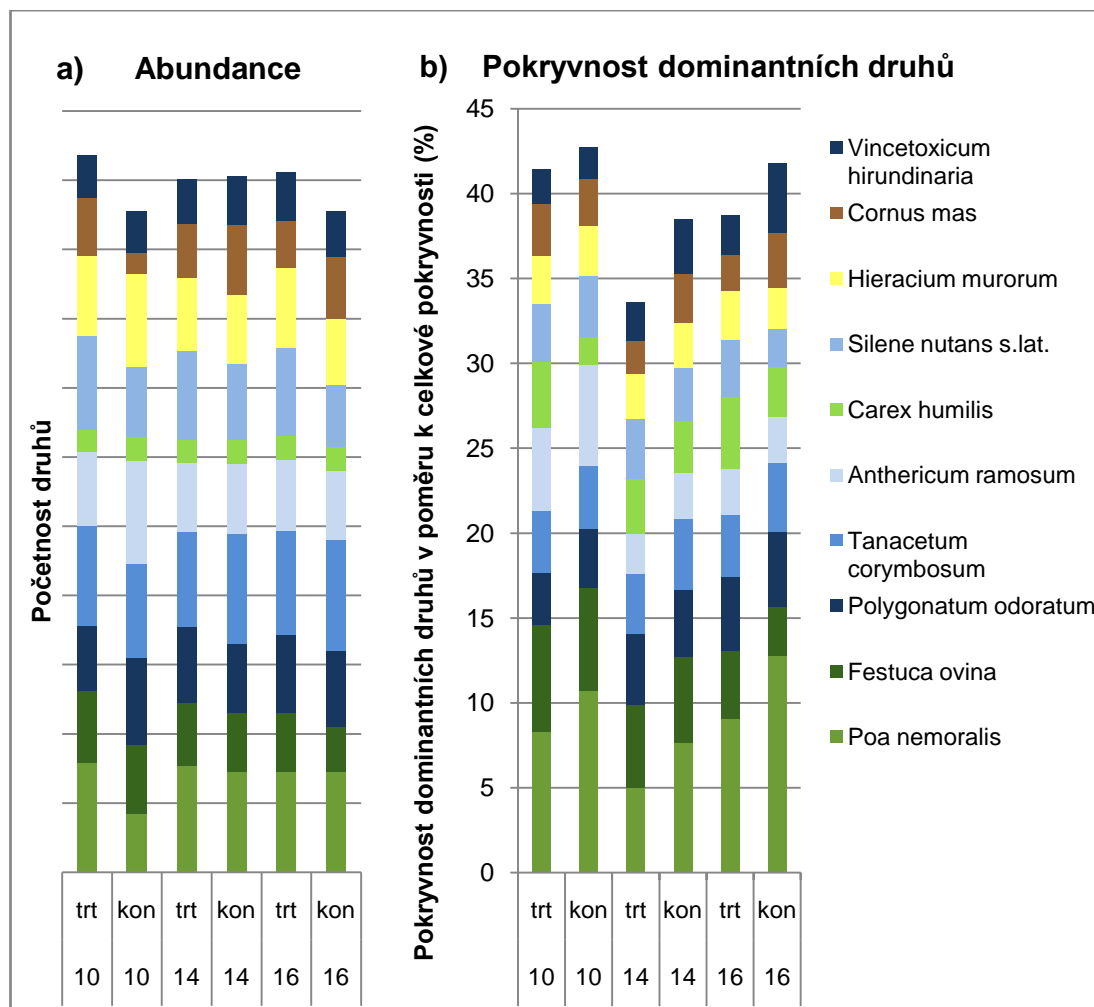 a) Abundance
Početnost druhů
trt kon trt kon trt kon
10 10 14 14 16 16
b) Pokryvnost dominantních druhů
Pokryvnost dominantních druhů v poměru k celkové pokryvnosti (%)
45
40
35
30
25
20
15
10
5
0
trt kon trt kon trt kon
10 10 14 14 16 16
Vincetoxicum
hirundinaria
Cornus mas
Hieracium murorum
Silene nutans s.lat.
Carex humilis
Anthericum ramosum
Tanacetum
corymbosum
Polygonatum odoratum
Festuca ovina
Poa nemoralis